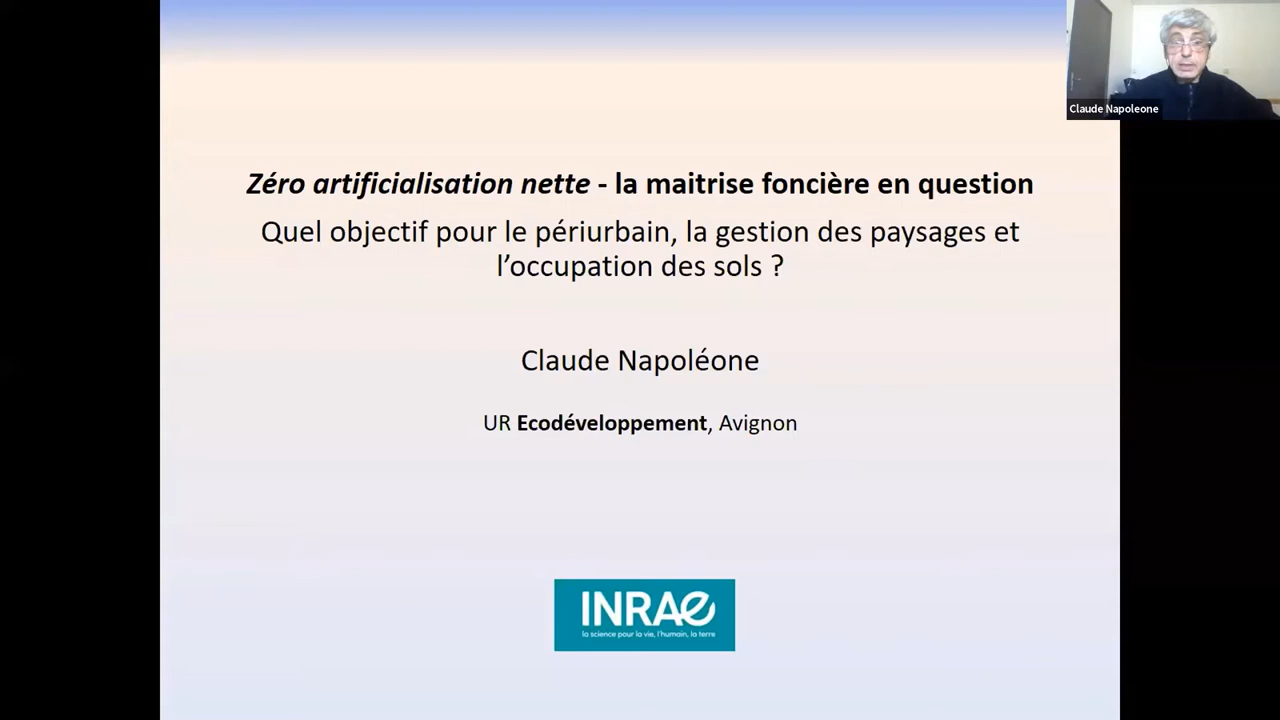 Claude Napoleone
Zéro artificialisation nette - la maitrise foncière en question
Quel objectif pour le périurbain, la gestion des paysages et
l’occupation des sols ?
Claude Napoléone
UR Ecodéveloppement, Avignon
INRAE
la science pour la vie, l'humain, la terre